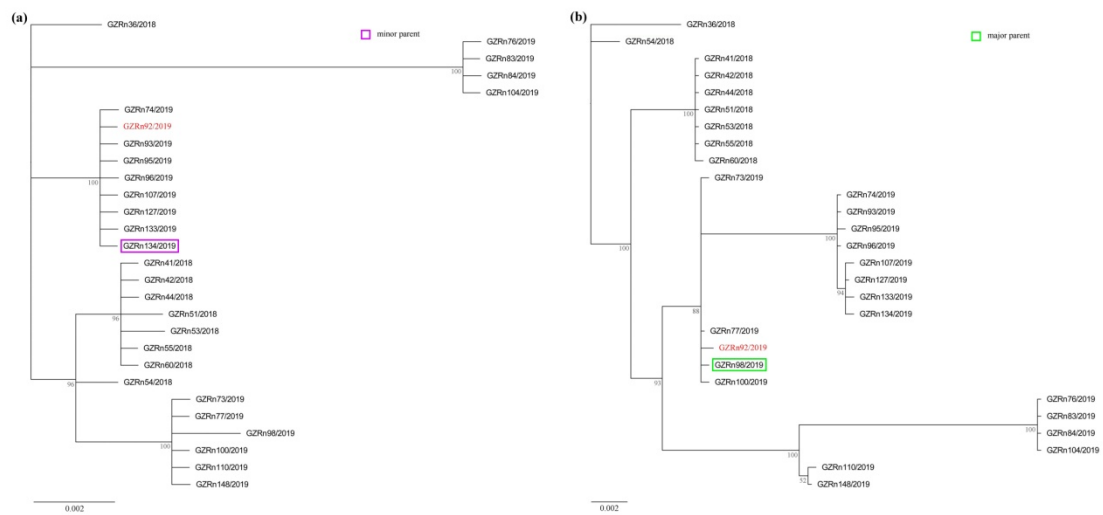 (a)
GZRn36/2018
minor parent
GZRn76/2019
GZRn83/2019
100
GZRn84/2019
GZRn104/2019
GZRn74/2019
GZRn92/2019
GZRn93/2019
GZRn95/2019
GZRn96/2019
100
GZRn107/2019
GZRn127/2019
GZRn133/2019
GZRn134/2019
GZRn41/2018
GZRn42/2018
GZRn44/2018
GZRn51/2018
96
GZRn53/2018
GZRn55/2018
GZRn60/2018
96
GZRn54/2018
GZRn73/2019
GZRn77/2019
GZRn98/2019
100
GZRn100/2019
GZRn110/2019
GZRn148/2019
0.002
(b)
GZRn36/2018
major parent
GZRn54/2018
GZRn41/2018
GZRn42/2018
GZRn44/2018
GZRn51/2018
100
GZRn53/2018
GZRn55/2018
GZRn60/2018
GZRn73/2019
GZRn74/2019
GZRn93/2019
GZRn95/2019
100
GZRn96/2019
100
GZRn107/2019
GZRn127/2019
94
GZRn133/2019
GZRn134/2019
88
GZRn77/2019
GZRn92/2019
GZRn98/2019
93
GZRn100/2019
GZRn76/2019
GZRn83/2019
100
GZRn84/2019
GZRn104/2019
100
GZRn110/2019
52
GZRn148/2019
0.002